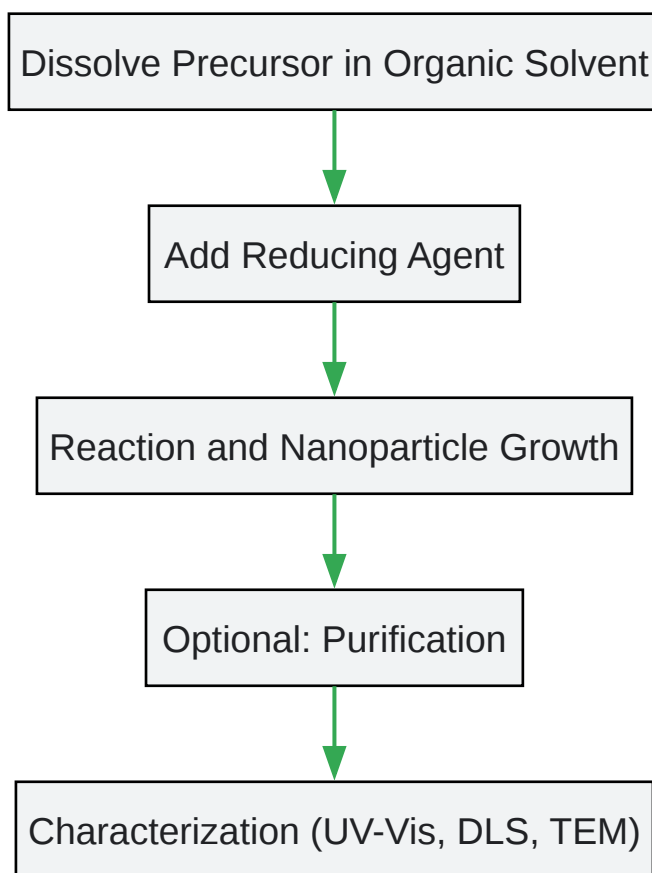 Dissolve Precursor in Organic Solvent
Add Reducing Agent
Reaction and Nanoparticle Growth
Optional: Purification
Characterization (UV-Vis, DLS, TEM)